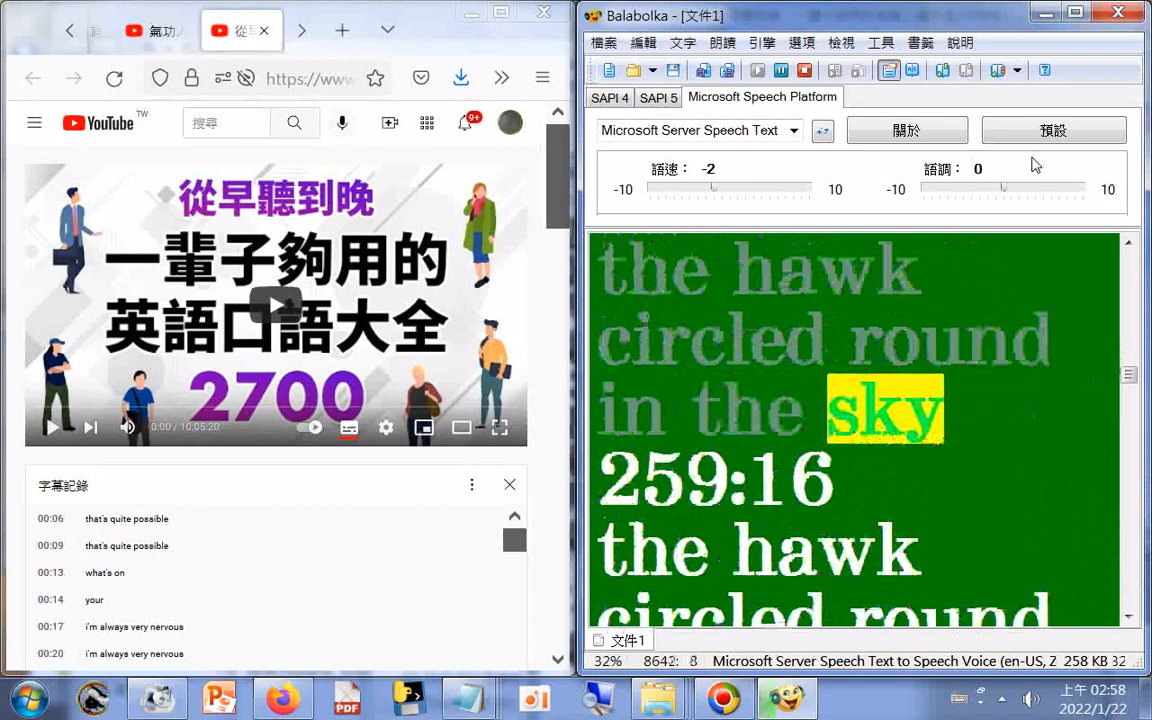 氣功
從
https://www
YouTube TW
搜尋
9+
從早聽到晚
一輩子夠用的
英語口語大全
2700
0:00 / 10:05:20
字幕記錄
00:06 that's quite possible
00:09 that's quite possible
00:13 what's on
00:14 your
00:17 i'm always very nervous
00:20 i'm always very nervous
Balabolka - [文件1]
檔案 編輯 文字 朗讀 引擎 選項 檢視 工具 書籤 說明
SAPI 4 SAPI 5 Microsoft Speech Platform
Microsoft Server Speech Text 關於 預設
語速： -2 語調： 0
-10 10 -10 10
the hawk
circled round
in the sky
259:16
the hawk
circled round
文件1
32% 8642: 8 Microsoft Server Speech Text to Speech Voice (en-US, Z 258 KB 32
PDF
上午 02:58
2022/1/22